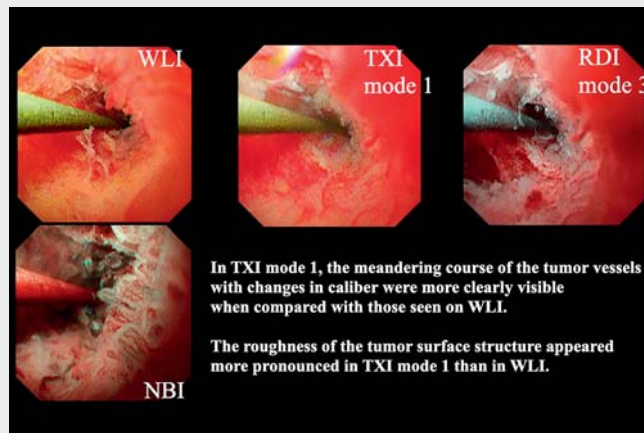 WLI
TXI
mode 1
RDI
mode 3
In TXI mode 1, the meandering course of the tumor vessels
with changes in caliber were more clearly visible
when compared with those seen on WLI.
The roughness of the tumor surface structure appeared
more pronounced in TXI mode 1 than in WLI.
NBI